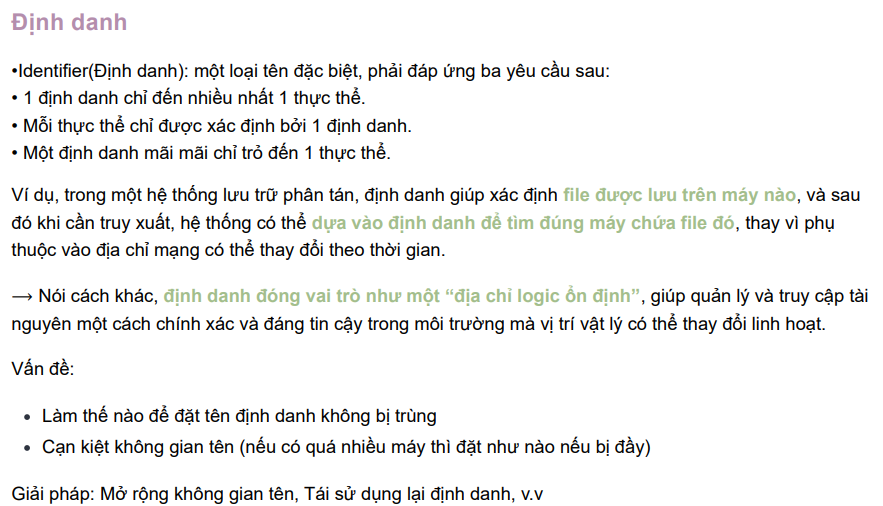 Định danh
•Identifier(Định danh): một loại tên đặc biệt, phải đáp ứng ba yêu cầu sau:
• 1 định danh chỉ đến nhiều nhất 1 thực thể.
• Mỗi thực thể chỉ được xác định bởi 1 định danh.
• Một định danh mãi mãi chỉ trỏ đến 1 thực thể.
Ví dụ, trong một hệ thống lưu trữ phân tán, định danh giúp xác định file được lưu trên máy nào, và sau
đó khi cần truy xuất, hệ thống có thể dựa vào định danh để tìm đúng máy chứa file đó, thay vì phụ
thuộc vào địa chỉ mạng có thể thay đổi theo thời gian.
→ Nói cách khác, định danh đóng vai trò như một “địa chỉ logic ổn định”, giúp quản lý và truy cập tài
nguyên một cách chính xác và đáng tin cậy trong môi trường mà vị trí vật lý có thể thay đổi linh hoạt.
Vấn đề:
• Làm thế nào để đặt tên định danh không bị trùng
• Cạn kiệt không gian tên (nếu có quá nhiều máy thì đặt như nào nếu bị đầy)
Giải pháp: Mở rộng không gian tên, Tái sử dụng lại định danh, v.v